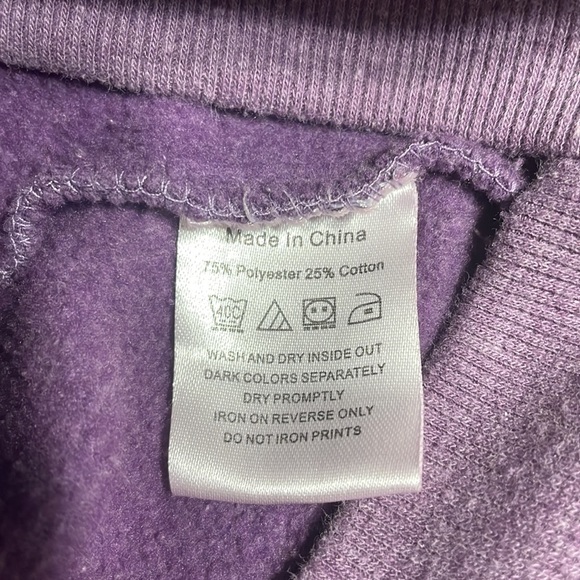 Made In China
75% Polyester 25% Cotton
40C
WASH AND DRY INSIDE OUT
DARK COLORS SEPARATELY
DRY PROMPTLY
IRON ON REVERSE ONLY
DO NOT IRON PRINTS